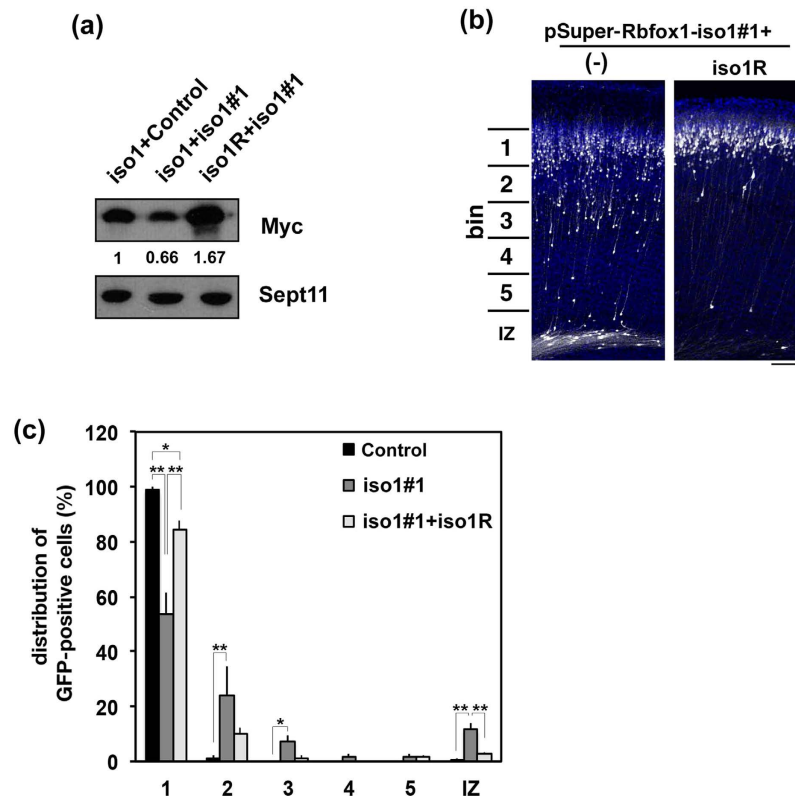 (a)
iso1+Control
iso1+iso1#1
iso1R+iso1#1
Myc
1 0.66 1.67
Sept11
(b)
pSuper-Rbfox1-iso1#1+
(-) iso1R
bin
1
2
3
4
5
IZ
(c)
distribution of
GFP-positive cells (%)
120
100
80
60
40
20
0
Control
iso1#1
iso1#1+iso1R
*
** **
**
*
** **
1 2 3 4 5 IZ